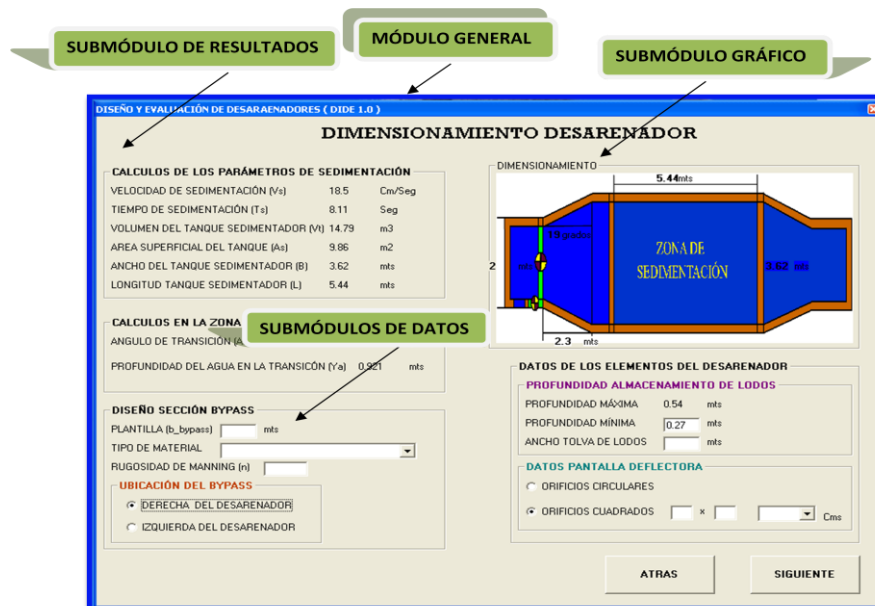 SUBMÓDULO DE RESULTADOS
MÓDULO GENERAL
SUBMÓDULO GRÁFICO
DISEÑO Y EVALUACIÓN DE DESARAENADORES ( DIDE 1.0 )
DIMENSIONAMIENTO DESARENADOR
CALCULOS DE LOS PARÁMETROS DE SEDIMENTACIÓN
VELOCIDAD DE SEDIMENTACIÓN (Vs) 18.5 Cm/Seg
TIEMPO DE SEDIMENTACIÓN (Ts) 8.11 Seg
VOLUMEN DEL TANQUE SEDIMENTADOR (Vt) 14.79 m3
AREA SUPERFICIAL DEL TANQUE (As) 9.86 m2
ANCHO DEL TANQUE SEDIMENTADOR (B) 3.62 mts
LONGITUD TANQUE SEDIMENTADOR (L) 5.44 mts
DIMENSIONAMIENTO
5.44mts
19 grados
2 mts
ZONA DE
SEDIMENTACIÓN
3.62 mts
2.3 mts
CALCULOS EN LA ZONA
SUBMÓDULOS DE DATOS
ANGULO DE TRANSICIÓN (A
PROFUNDIDAD DEL AGUA EN LA TRANSICÓN (Ya) 0.921 mts
DISEÑO SECCIÓN BYPASS
PLANTILLA (b_bypass) mts
TIPO DE MATERIAL
RUGOSIDAD DE MANNING (n)
UBICACIÓN DEL BYPASS
DERECHA DEL DESARENADOR
IZQUIERDA DEL DESARENADOR
DATOS DE LOS ELEMENTOS DEL DESARENADOR
PROFUNDIDAD ALMACENAMIENTO DE LODOS
PROFUNDIDAD MÁXIMA 0.54 mts
PROFUNDIDAD MÍNIMA 0.27 mts
ANCHO TOLVA DE LODOS mts
DATOS PANTALLA DEFLECTORA
ORIFICIOS CIRCULARES
ORIFICIOS CUADRADOS × Cms
ATRAS
SIGUIENTE